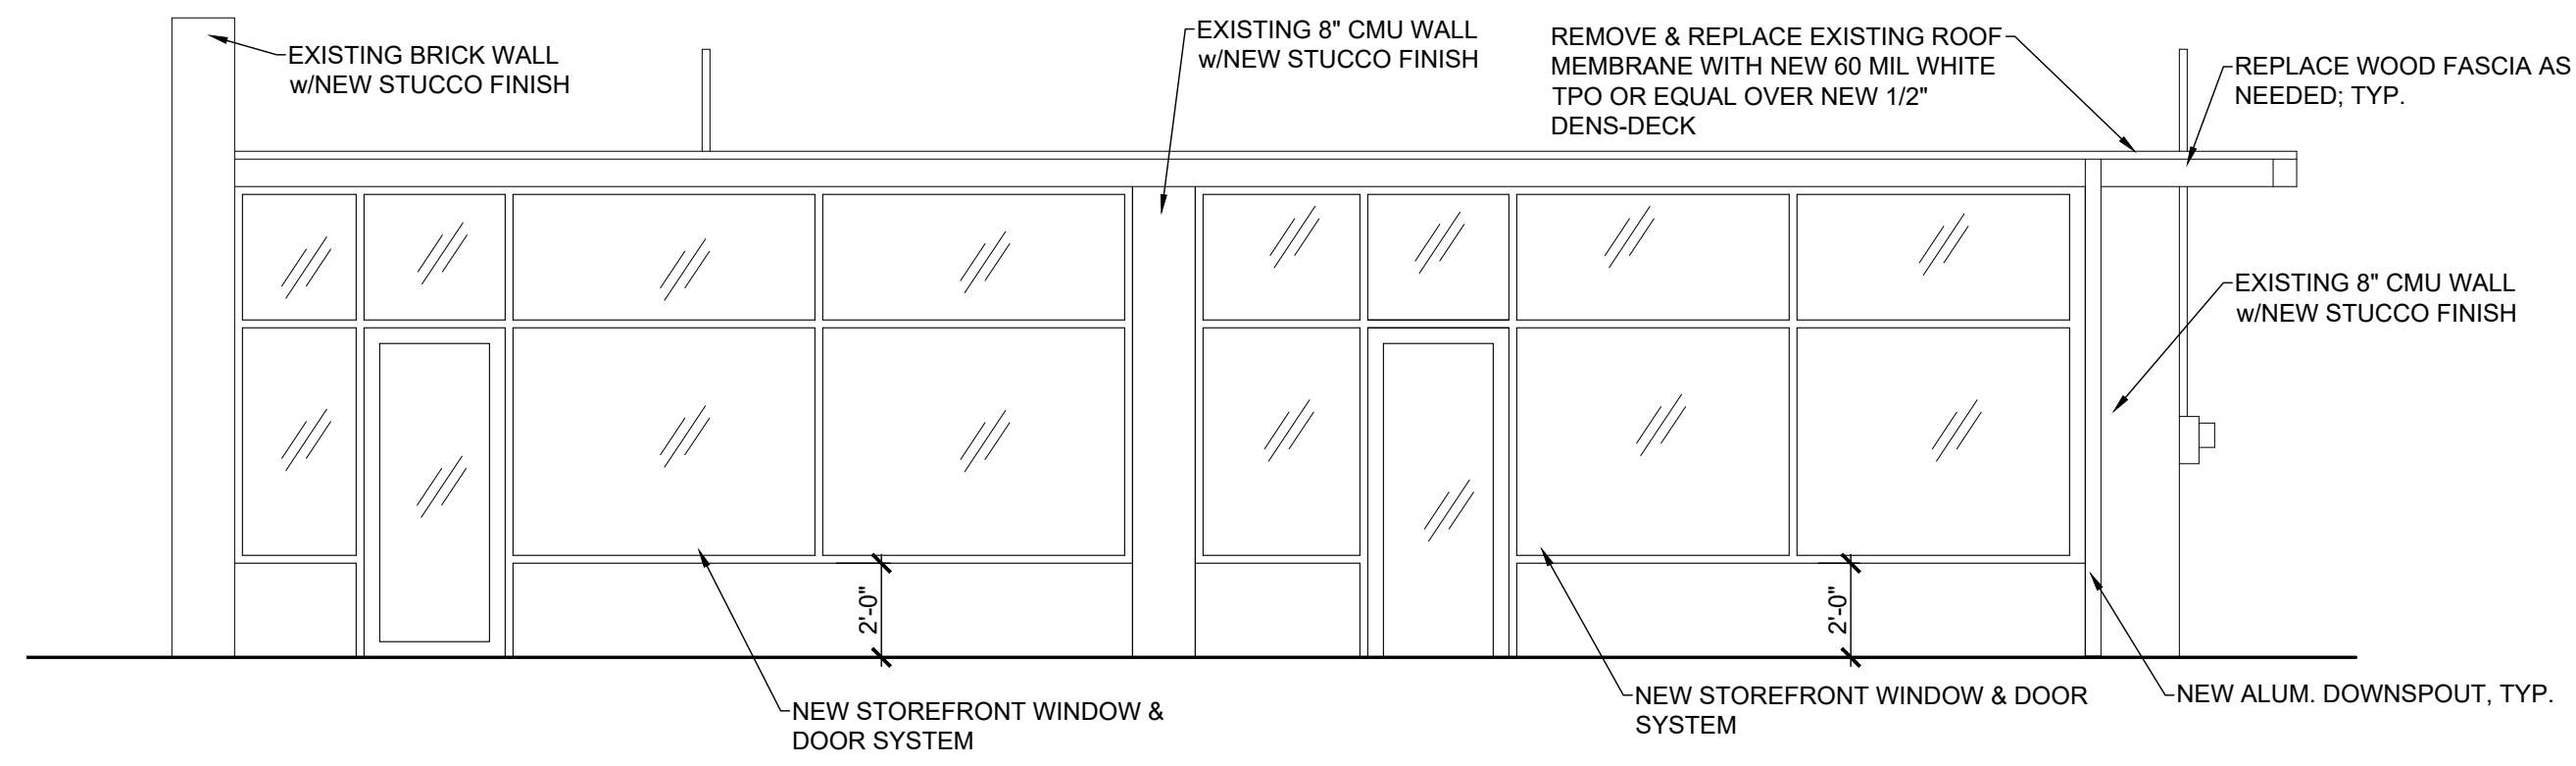 EXISTING BRICK WALL
w/NEW STUCCO FINISH
EXISTING 8" CMU WALL
w/NEW STUCCO FINISH
REMOVE & REPLACE EXISTING ROOF
MEMBRANE WITH NEW 60 MIL WHITE
TPO OR EQUAL OVER NEW 1/2"
DENS-DECK
REPLACE WOOD FASCIA AS
NEEDED; TYP.
EXISTING 8" CMU WALL
w/NEW STUCCO FINISH
2'-0"
2'-0"
NEW STOREFRONT WINDOW &
DOOR SYSTEM
NEW STOREFRONT WINDOW & DOOR
SYSTEM
NEW ALUM. DOWNSPOUT, TYP.